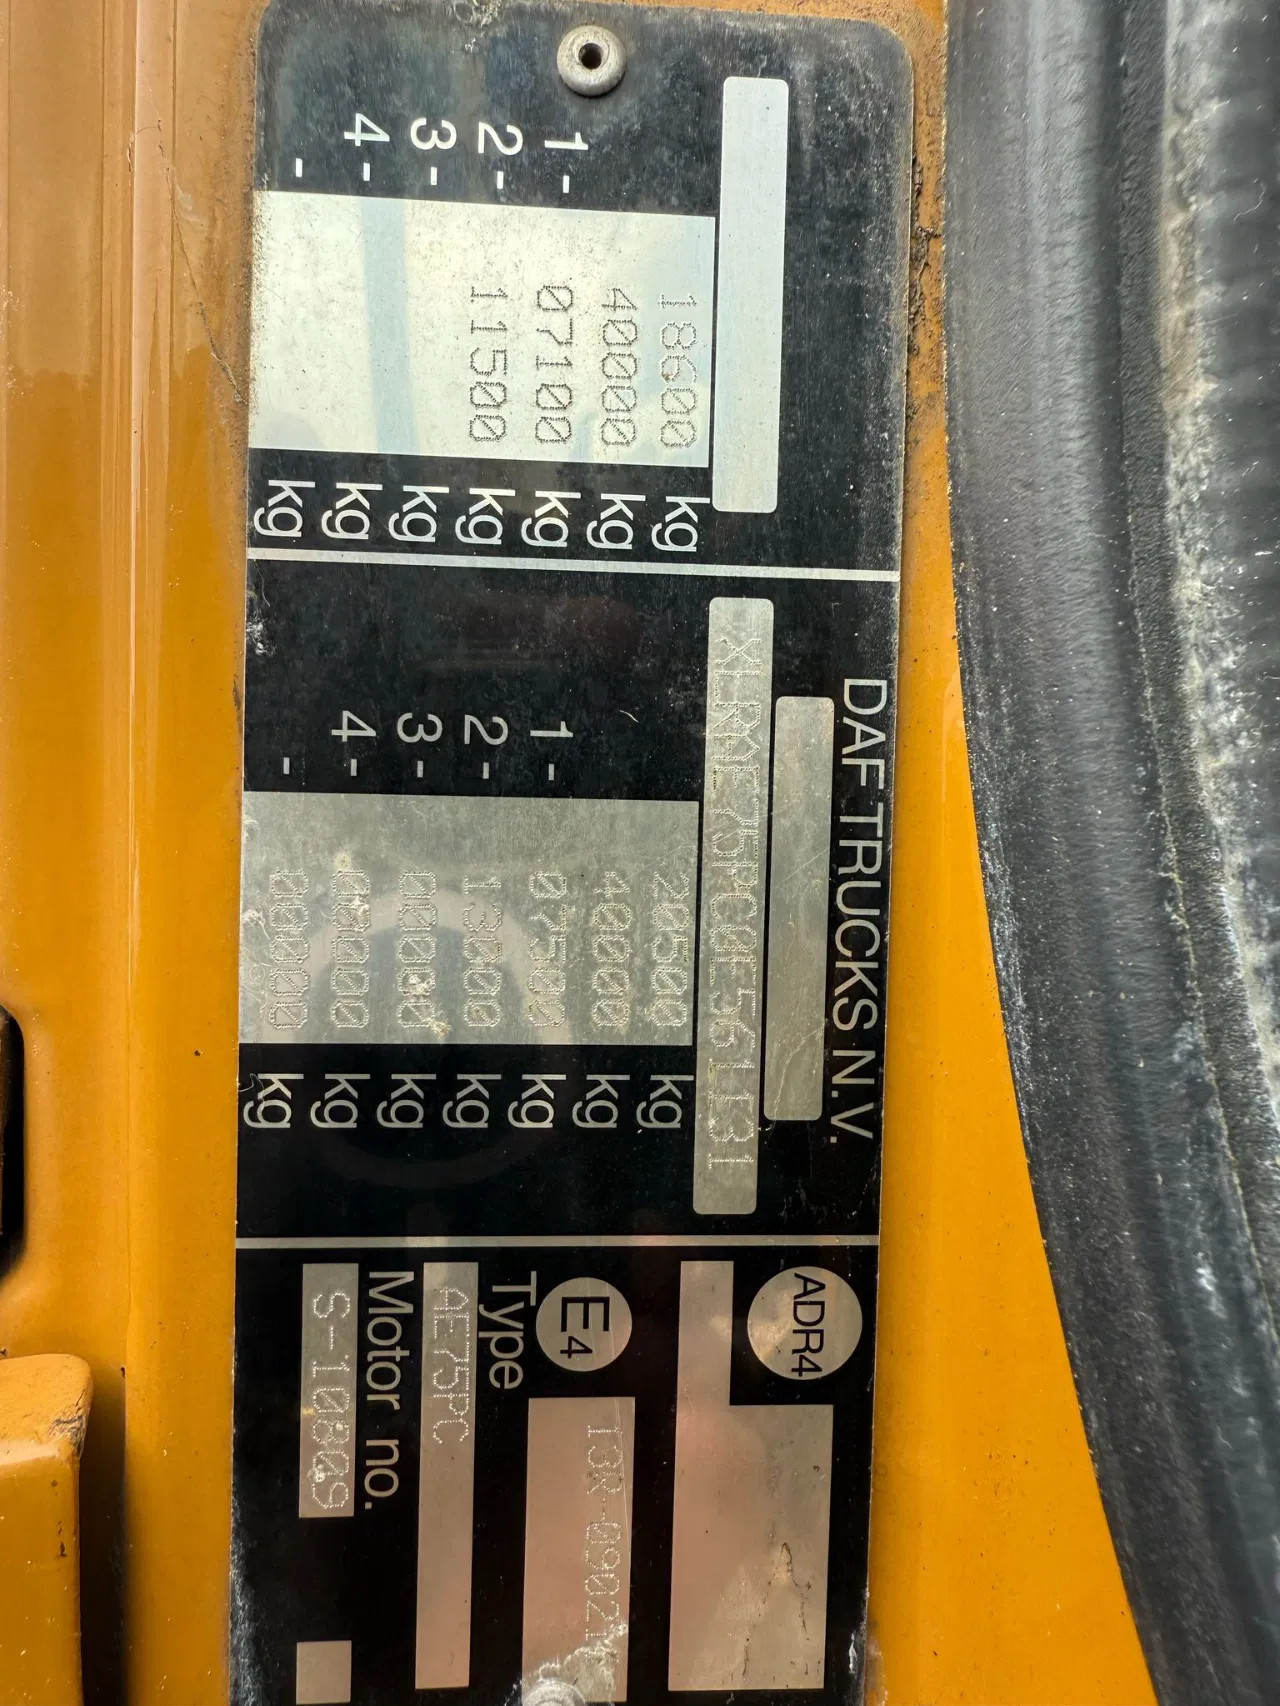 DAF TRUCKS N.V.
XLRAE75PC0E561131
18600 kg
40000 kg
1- 07100 kg
2- 11500 kg
3- kg
4- kg
- kg
20500 kg
40000 kg
1- 07500 kg
2- 13000 kg
3- 00000 kg
4- 00000 kg
- 00000 kg
ADR4
E4
Type
AE75PC
Motor no.
S-10809